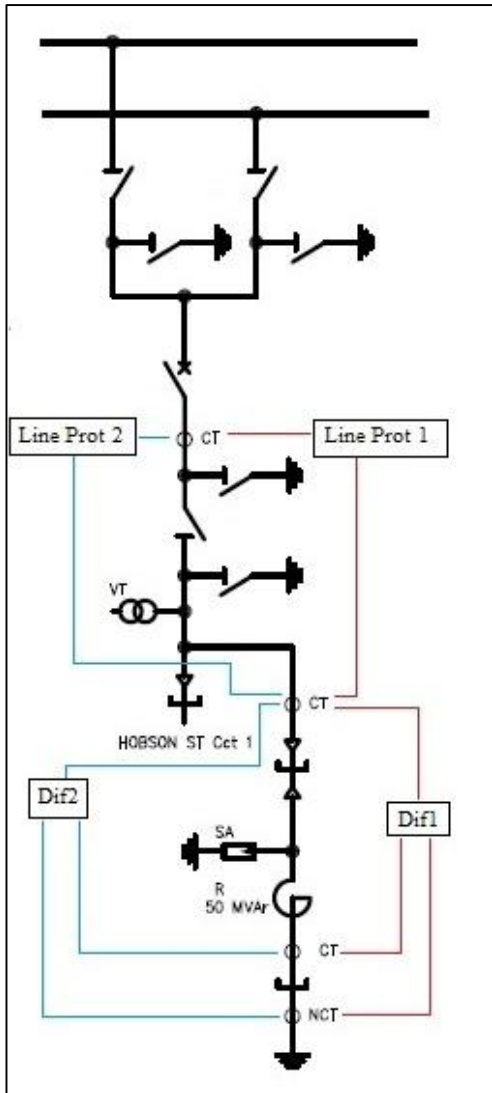 Line Prot 2
CT
Line Prot 1
VT
HOBSON ST Cct 1
CT
Dif2
Dif1
SA
R
50 MVAr
CT
NCT